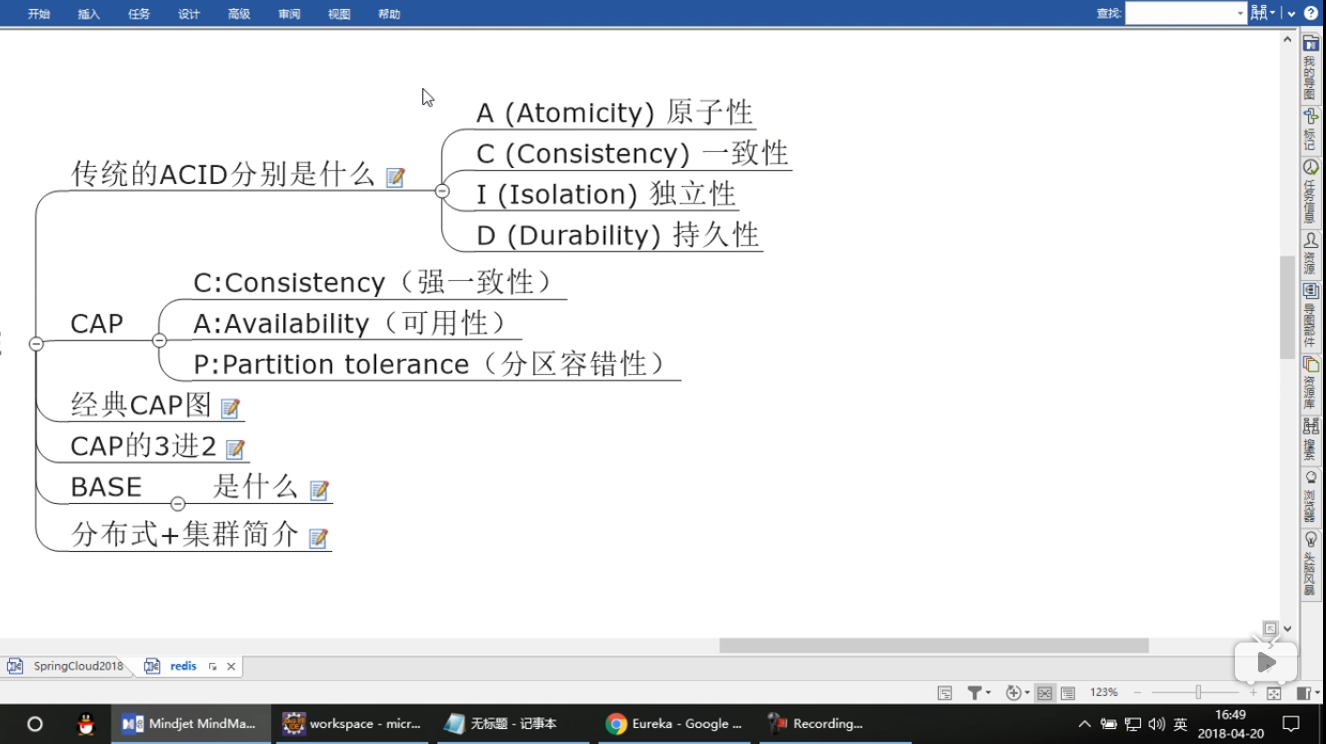 开始 插入 任务 设计 高级 审阅 视图 帮助 查找:
传统的ACID分别是什么
A (Atomicity) 原子性
C (Consistency) 一致性
I (Isolation) 独立性
D (Durability) 持久性
CAP
C:Consistency（强一致性）
A:Availability（可用性）
P:Partition tolerance（分区容错性）
经典CAP图
CAP的3进2
BASE 是什么
分布式+集群简介
我的导图
标记
任务信息
资源
导图部件
资源库
搜索
浏览器
头脑风暴
SpringCloud2018 redis
123%
Mindjet MindMa... workspace - micr... 无标题 - 记事本 Eureka - Google ... Recording... 英 16:49
2018-04-20